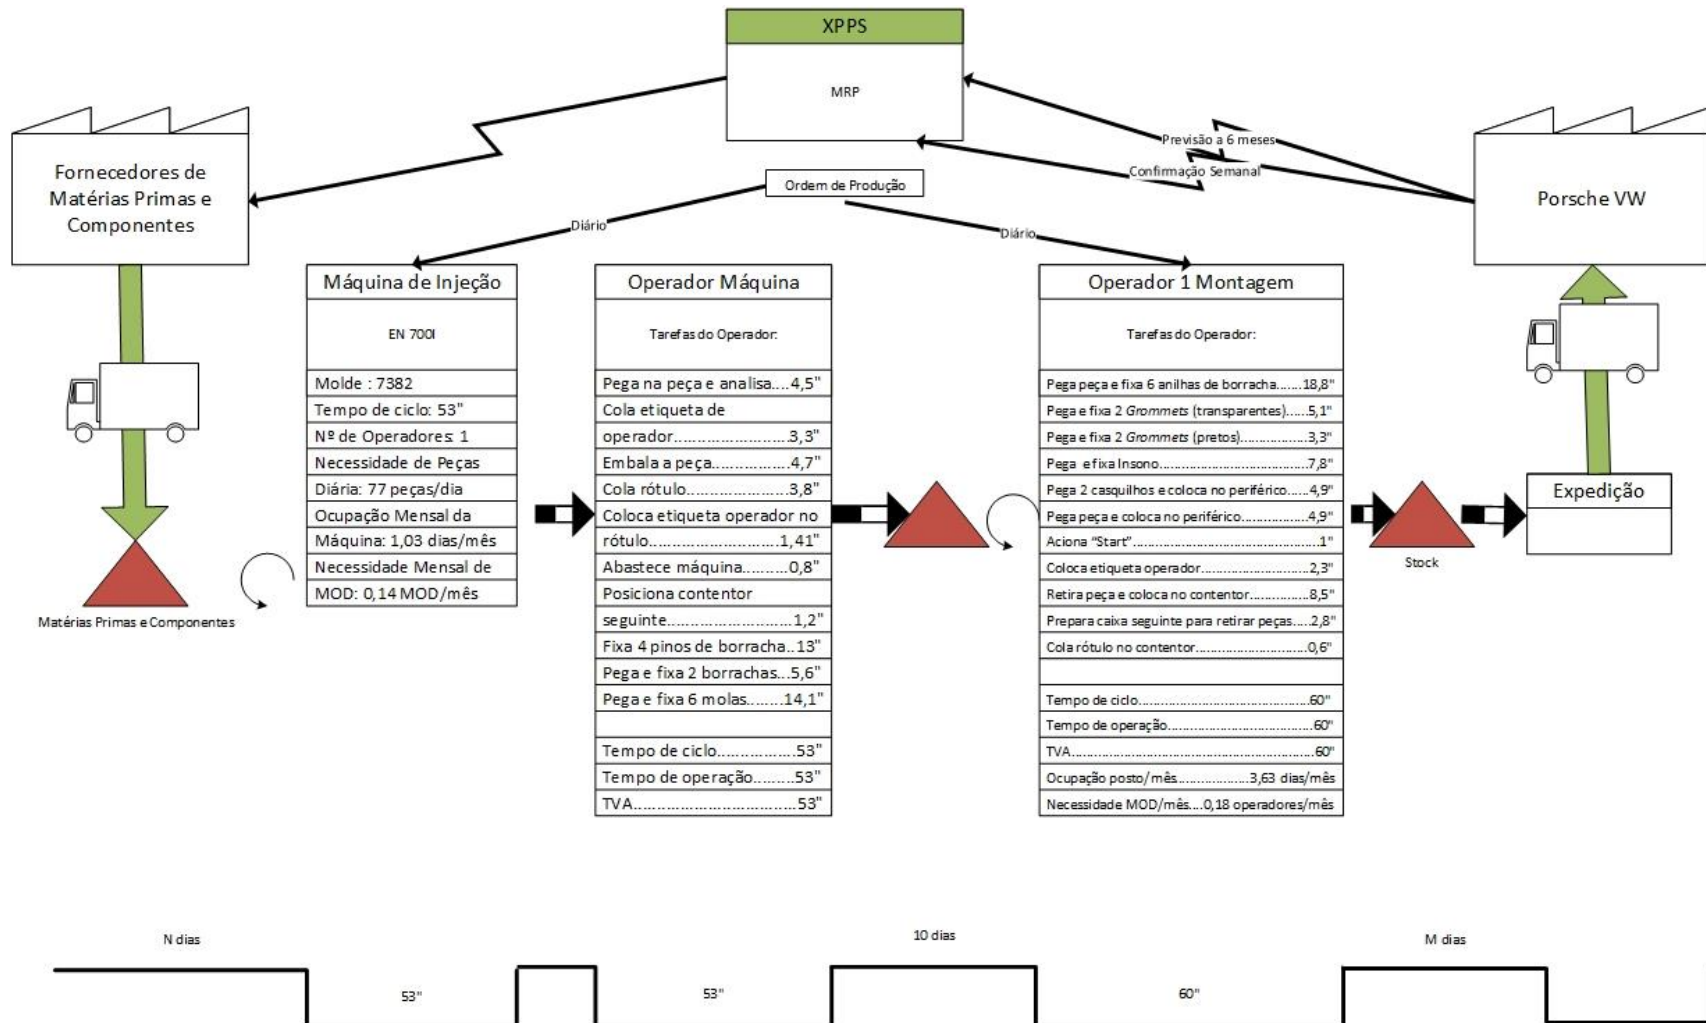 XPPS
MRP
Fornecedores de
Matérias Primas e
Componentes
Previsão a 6 meses
Confirmação Semanal
Porsche VW
Ordem de Produção
Diário
Diário
Máquina de Injeção
EN 700I
Molde : 7382
Tempo de ciclo: 53"
Nº de Operadores: 1
Necessidade de Peças
Diária: 77 peças/dia
Ocupação Mensal da
Máquina: 1,03 dias/mês
Necessidade Mensal de
MOD: 0,14 MOD/mês
Operador Máquina
Tarefas do Operador:
Pega na peça e analisa....4,5"
Cola etiqueta de
operador.......................3,3"
Embala a peça................4,7"
Cola rótulo.....................3,8"
Coloca etiqueta operador no
rótulo.........................1,41"
Abastece máquina..........0,8"
Posiciona contentor
seguinte.........................1,2"
Fixa 4 pinos de borracha..13"
Pega e fixa 2 borrachas...5,6"
Pega e fixa 6 molas........14,1"
Tempo de ciclo................53"
Tempo de operação.........53"
TVA.................................53"
Operador 1 Montagem
Tarefas do Operador:
Pega peça e fixa 6 anilhas de borracha......18,8"
Pega e fixa 2 Grommets (transparentes)......5,1"
Pega e fixa 2 Grommets (pretos).................3,3"
Pega e fixa Insono.....................................7,8"
Pega 2 casquilhos e coloca no periférico.....4,9"
Pega peça e coloca no periférico.................4,9"
Aciona “Start”..............................................1"
Coloca etiqueta operador...........................2,3"
Retira peça e coloca no contentor...............8,5"
Prepara caixa seguinte para retirar peças....2,8"
Cola rótulo no contentor............................0,6"
Tempo de ciclo..........................................60"
Tempo de operação....................................60"
TVA............................................................60"
Ocupação posto/mês..................3,63 dias/mês
Necessidade MOD/mês....0,18 operadores/mês
Matérias Primas e Componentes
Stock
Expedição
N dias
10 dias
M dias
53"
53"
60"